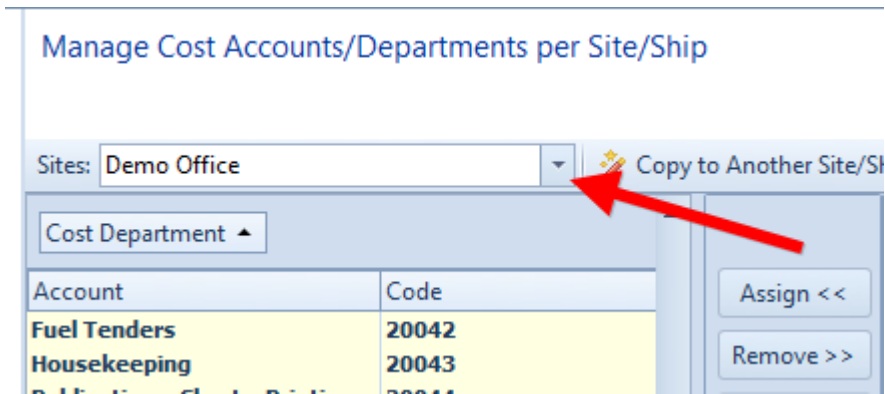 Manage Cost Accounts/Departments per Site/Ship
Sites: Demo Office Copy to Another Site/Sh
Cost Department
Account Code
Assign <<
Fuel Tenders 20042
Housekeeping 20043
Remove >>